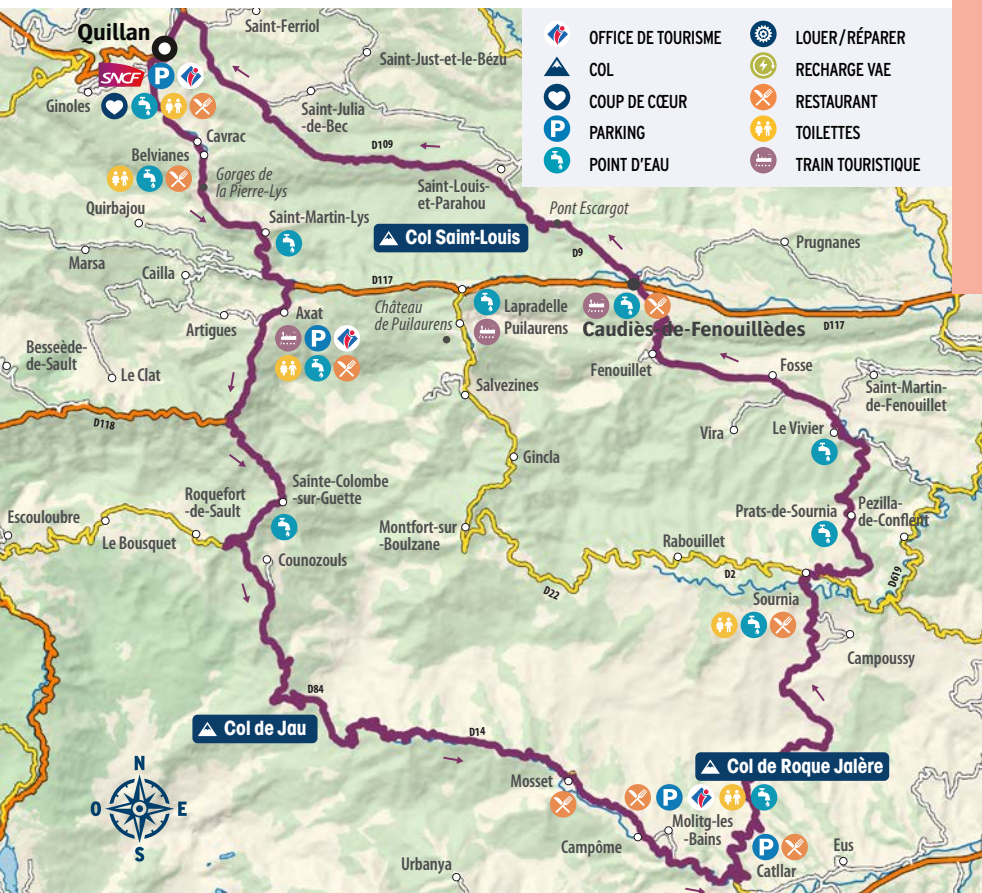 Quillan
SNCF
P
Ginoles
Saint-Ferriol
Saint-Just-et-le-Bézu
Saint-Julia
-de-Bec
OFFICE DE TOURISME
COL
COUP DE CŒUR
P
PARKING
POINT D'EAU
LOUER/RÉPARER
RECHARGE VAE
RESTAURANT
TOILETTES
TRAIN TOURISTIQUE
Cavrac
Belvianes
Gorges de
la Pierre-Lys
D109
Saint-Louis-
et-Parahou
Pont Escargot
Quirbajou
Saint-Martin-Lys
Col Saint-Louis
D9
Prugnanes
Marsa
Cailla
D117
Artigues
Axat
P
Château
de Puilaurens
Lapradelle
Puilaurens
Caudiès-de-Fenouillèdes
D117
Besseède-
de-Sault
Le Clat
Fenouillet
Fosse
Saint-Martin-
de-Fenouillet
Salvezines
D118
Vira
Le Vivier
Gincla
Sainte-Colombe
-sur-Guette
Roquefort
-de-Sault
Escouloubre
Le Bousquet
Montfort-sur
-Boulzane
Prats-de-Sournia
Pezilla-
de-Conflent
Counozouls
Rabouillet
D2
D22
D619
Sournia
Campoussy
D84
Col de Jau
D14
Col de Roque Jalère
Mosset
P
Molitg-les
-Bains
Campôme
P
Catllar
Eus
Urbanya
N
O
E
S